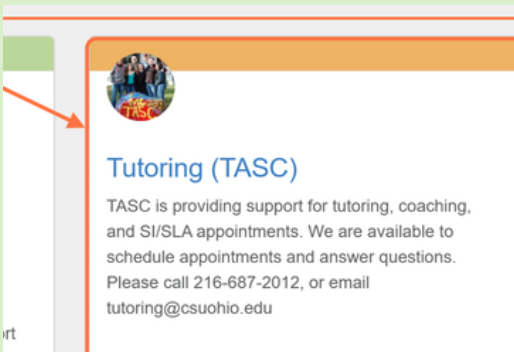 TASC
Tutoring (TASC)
TASC is providing support for tutoring, coaching,
and SI/SLA appointments. We are available to
schedule appointments and answer questions.
Please call 216-687-2012, or email
tutoring@csuohio.edu